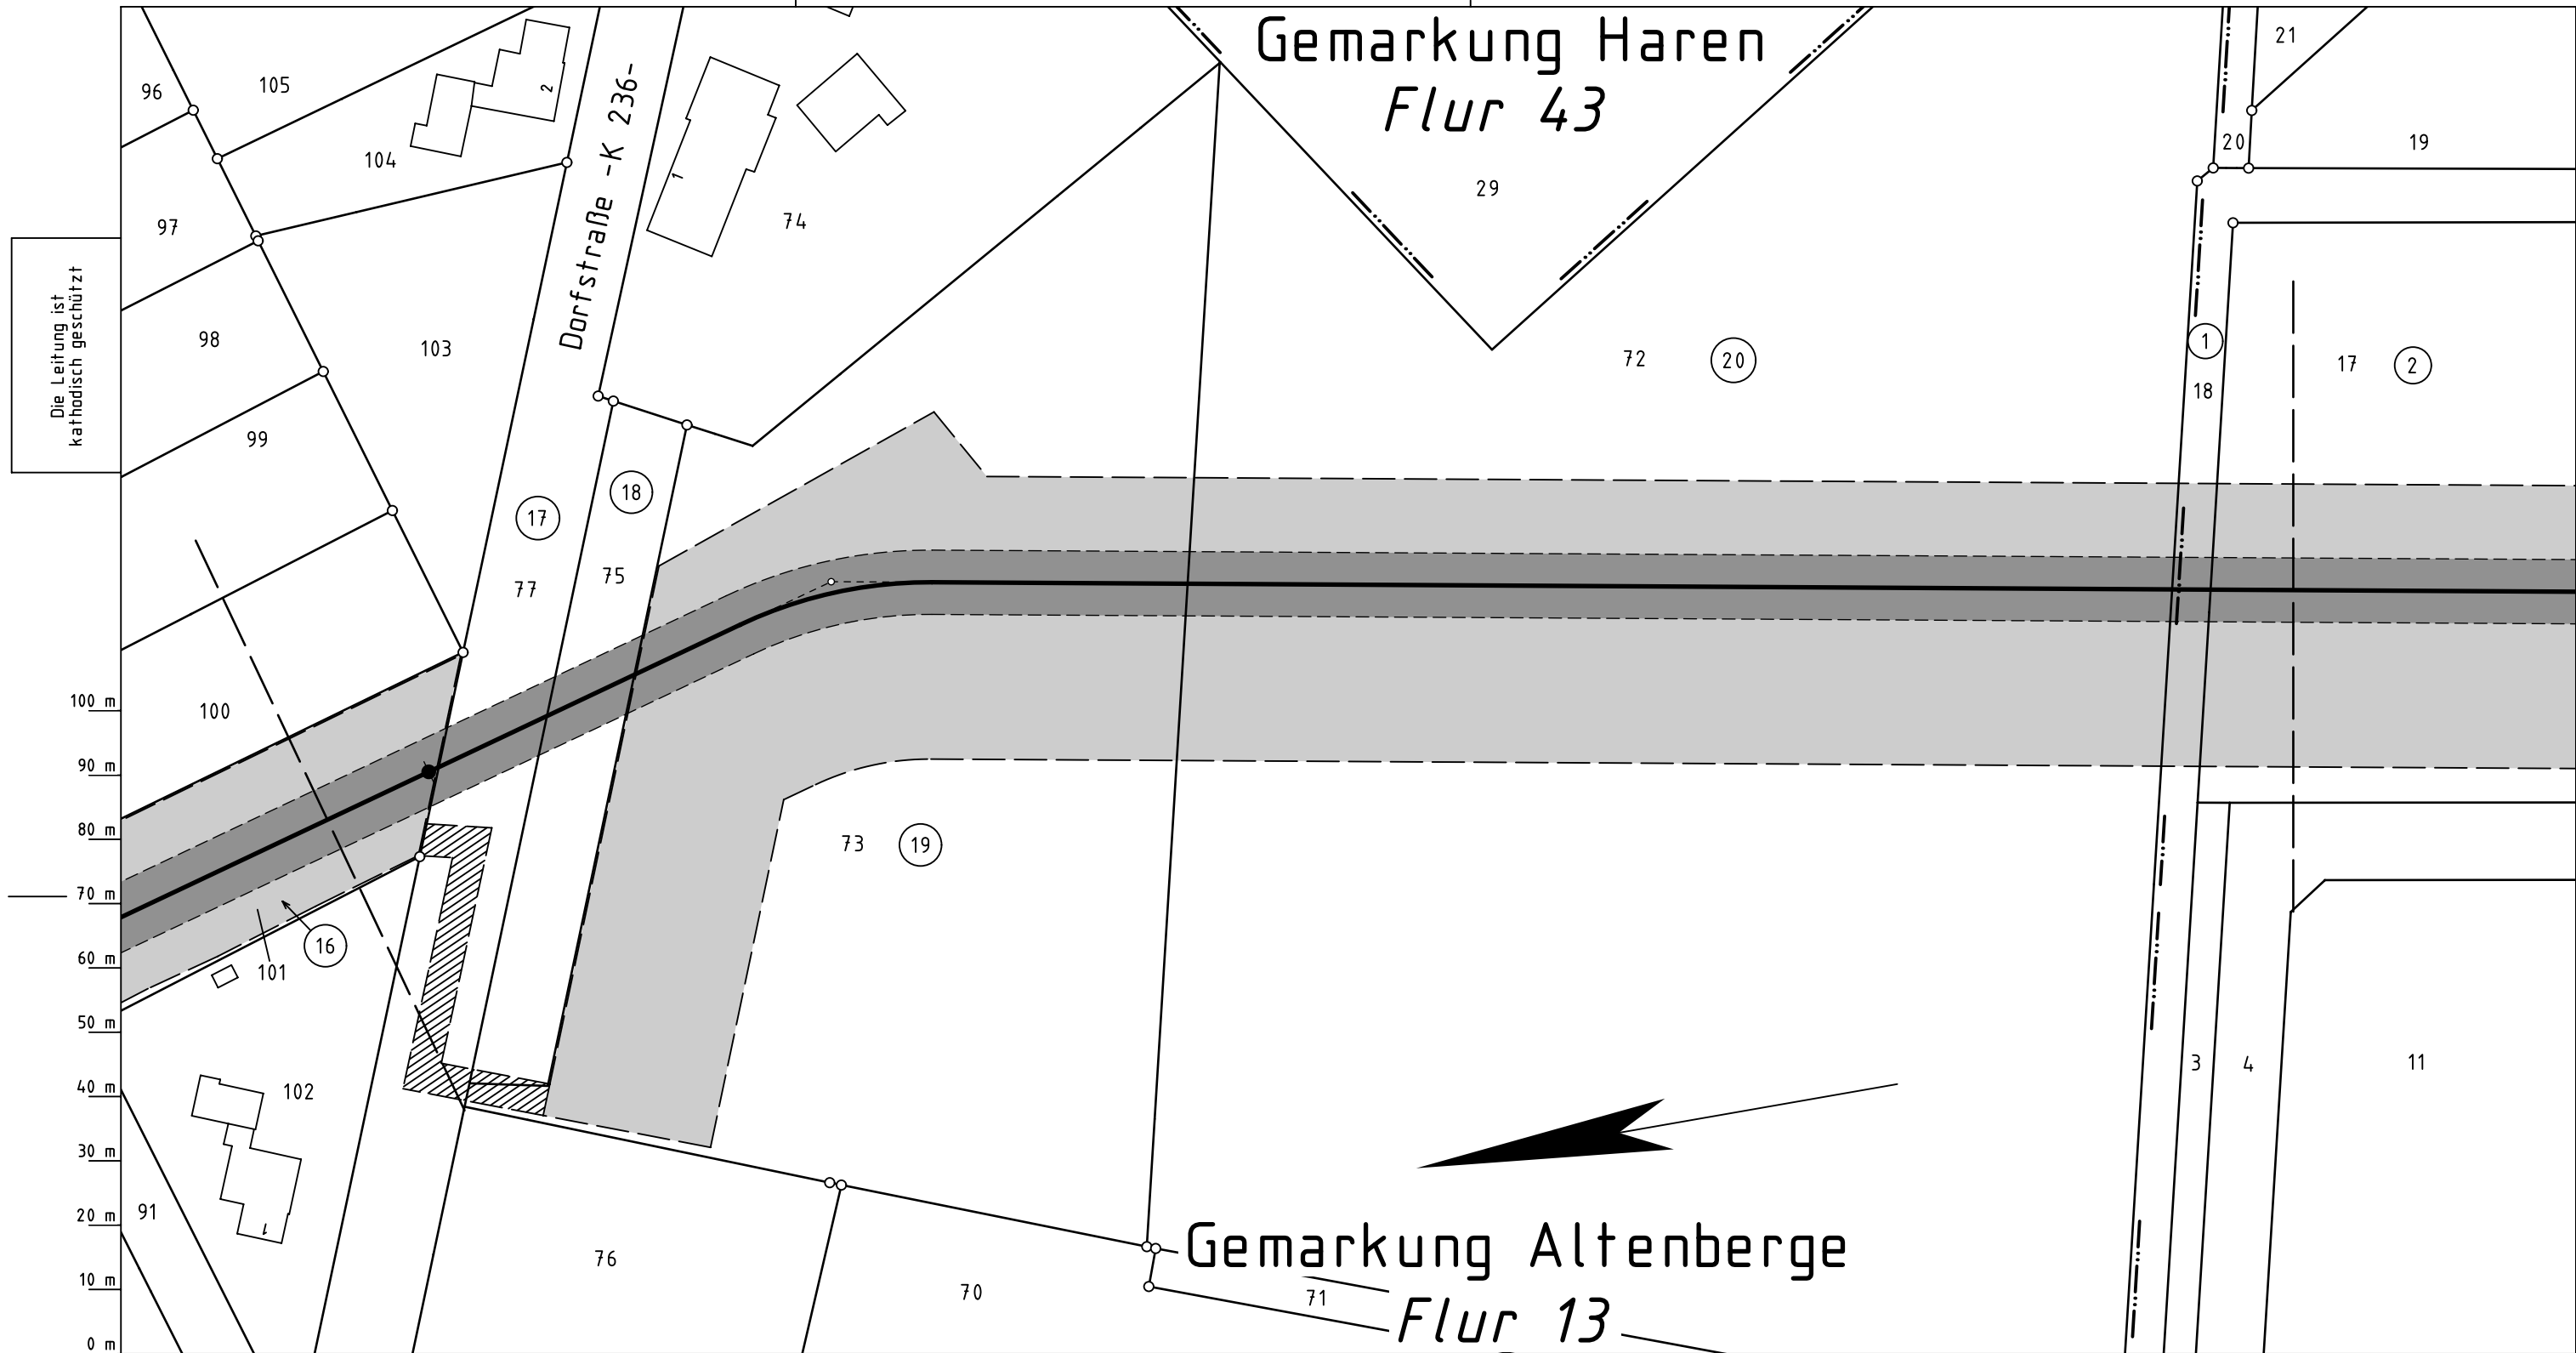 Gemarkung Haren
Flur 43
21
96
105
2
104
20
19
1
29
97
74
Dorfstraße -K 236-
Die Leitung ist
kathodisch geschützt
98
103
72
20
1
17
2
18
99
17
18
77
75
100 m
100
90 m
80 m
73
19
70 m
16
101
60 m
50 m
102
40 m
3
4
11
30 m
20 m
91
1
76
10 m
70
71
0 m
Gemarkung Altenberge
Flur 13